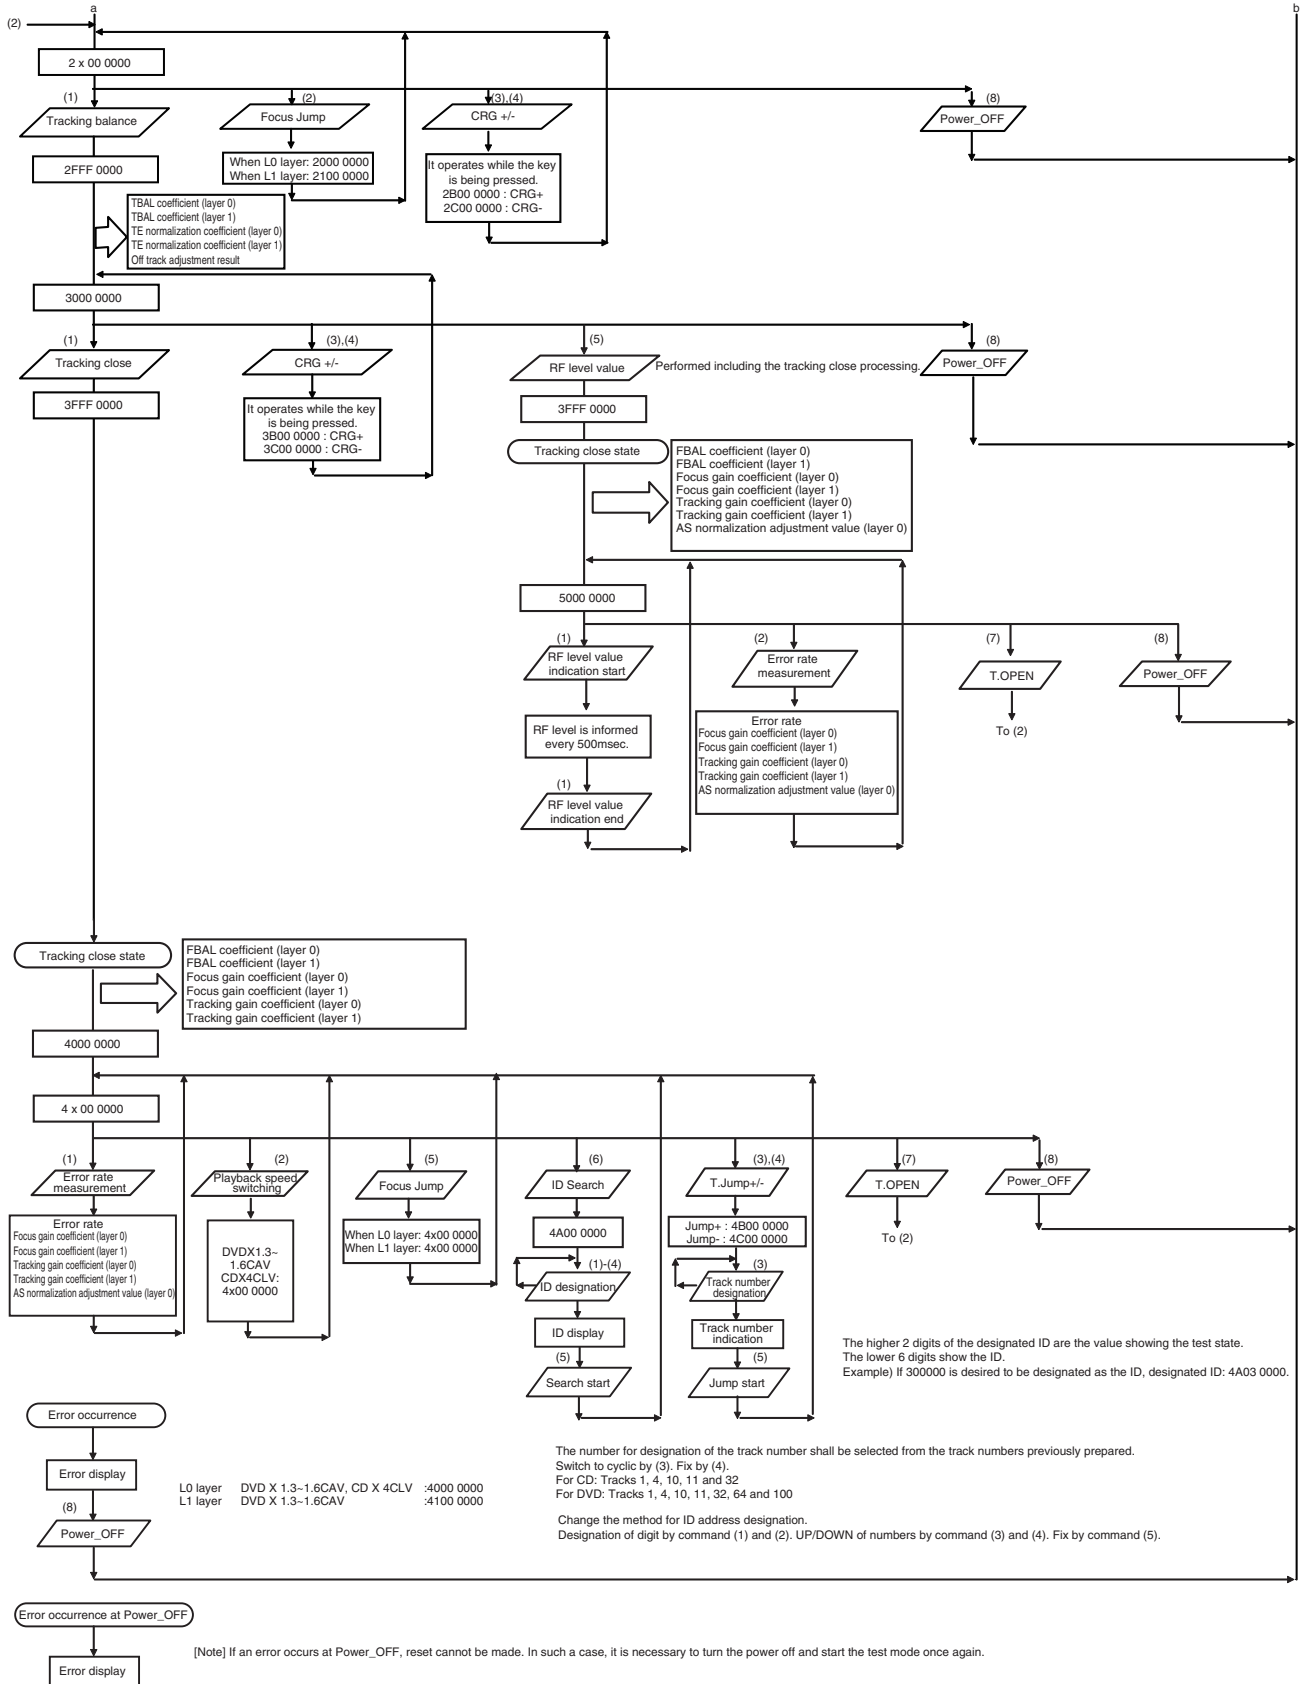 a
b
(2)
2 x 00 0000
(1)
(2)
(3),(4)
(8)
Tracking balance
Focus Jump
CRG +/-
Power_OFF
2FFF 0000
When L0 layer: 2000 0000
When L1 layer: 2100 0000
It operates while the key
is being pressed.
2B00 0000 : CRG+
2C00 0000 : CRG-
TBAL coefficient (layer 0)
TBAL coefficient (layer 1)
TE normalization coefficient (layer 0)
TE normalization coefficient (layer 1)
Off track adjustment result
3000 0000
(1)
(3),(4)
(5)
(8)
Tracking close
CRG +/-
RF level value
Performed including the tracking close processing.
Power_OFF
3FFF 0000
It operates while the key
is being pressed.
3B00 0000 : CRG+
3C00 0000 : CRG-
3FFF 0000
Tracking close state
FBAL coefficient (layer 0)
FBAL coefficient (layer 1)
Focus gain coefficient (layer 0)
Focus gain coefficient (layer 1)
Tracking gain coefficient (layer 0)
Tracking gain coefficient (layer 1)
AS normalization adjustment value (layer 0)
5000 0000
(1)
(2)
(7)
(8)
RF level value
indication start
Error rate
measurement
T.OPEN
Power_OFF
To (2)
RF level is informed
every 500msec.
Error rate
Focus gain coefficient (layer 0)
Focus gain coefficient (layer 1)
Tracking gain coefficient (layer 0)
Tracking gain coefficient (layer 1)
AS normalization adjustment value (layer 0)
(1)
RF level value
indication end
Tracking close state
FBAL coefficient (layer 0)
FBAL coefficient (layer 1)
Focus gain coefficient (layer 0)
Focus gain coefficient (layer 1)
Tracking gain coefficient (layer 0)
Tracking gain coefficient (layer 1)
4000 0000
4 x 00 0000
(1)
(2)
(5)
(6)
(3),(4)
(7)
(8)
Error rate
measurement
Playback speed
switching
Focus Jump
ID Search
T.Jump+/-
T.OPEN
Power_OFF
Error rate
Focus gain coefficient (layer 0)
Focus gain coefficient (layer 1)
Tracking gain coefficient (layer 0)
Tracking gain coefficient (layer 1)
AS normalization adjustment value (layer 0)
DVDX1.3~
1.6CAV
CDX4CLV:
4x00 0000
When L0 layer: 4x00 0000
When L1 layer: 4x00 0000
4A00 0000
Jump+ : 4B00 0000
Jump- : 4C00 0000
To (2)
(1)-(4)
ID designation
(3)
Track number
designation
ID display
Track number
indication
(5)
Search start
(5)
Jump start
The higher 2 digits of the designated ID are the value showing the test state.
The lower 6 digits show the ID.
Example) If 300000 is desired to be designated as the ID, designated ID: 4A03 0000.
Error occurrence
Error display
(8)
Power_OFF
L0 layer DVD X 1.3~1.6CAV, CD X 4CLV :4000 0000
L1 layer DVD X 1.3~1.6CAV :4100 0000
The number for designation of the track number shall be selected from the track numbers previously prepared.
Switch to cyclic by (3). Fix by (4).
For CD: Tracks 1, 4, 10, 11 and 32
For DVD: Tracks 1, 4, 10, 11, 32, 64 and 100
Change the method for ID address designation.
Designation of digit by command (1) and (2). UP/DOWN of numbers by command (3) and (4). Fix by command (5).
Error occurrence at Power_OFF
Error display
[Note] If an error occurs at Power_OFF, reset cannot be made. In such a case, it is necessary to turn the power off and start the test mode once again.